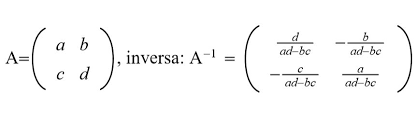 A=( a b ), inversa: A⁻¹ = ( d/ad–bc –b/ad–bc )
( c d ) ( –c/ad–bc a/ad–bc )